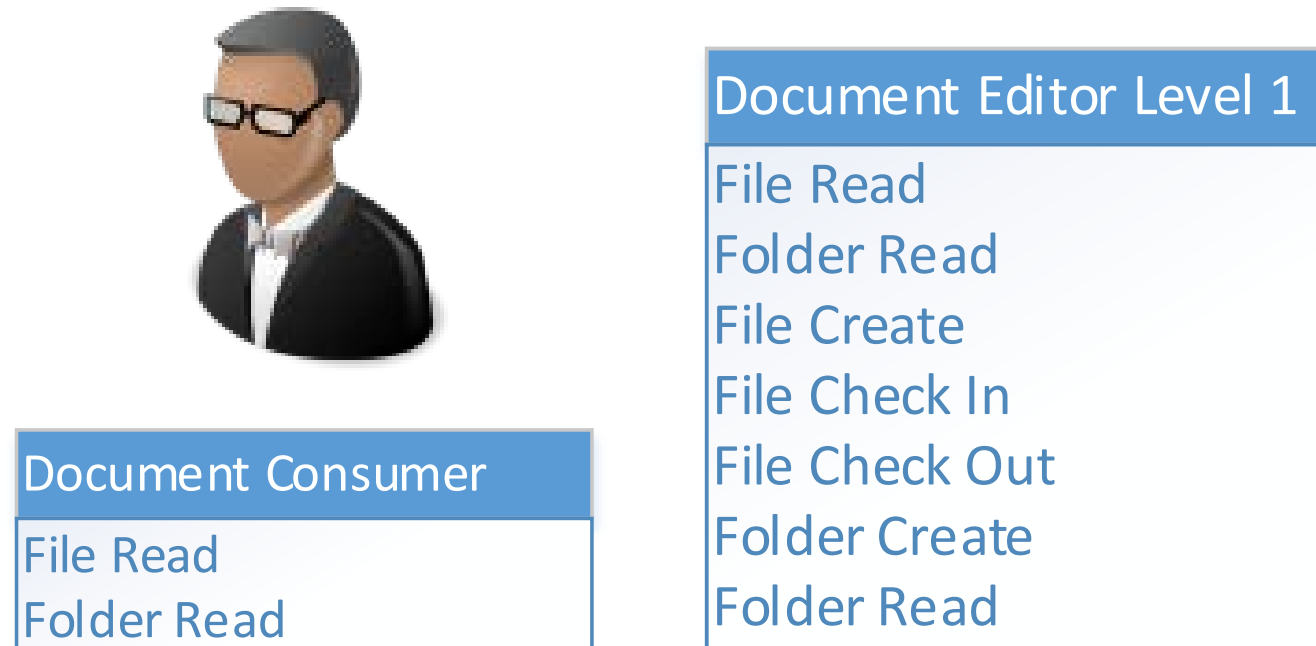 Document Editor Level 1
File Read
Folder Read
File Create
File Check In
File Check Out
Folder Create
Folder Read
Document Consumer
File Read
Folder Read